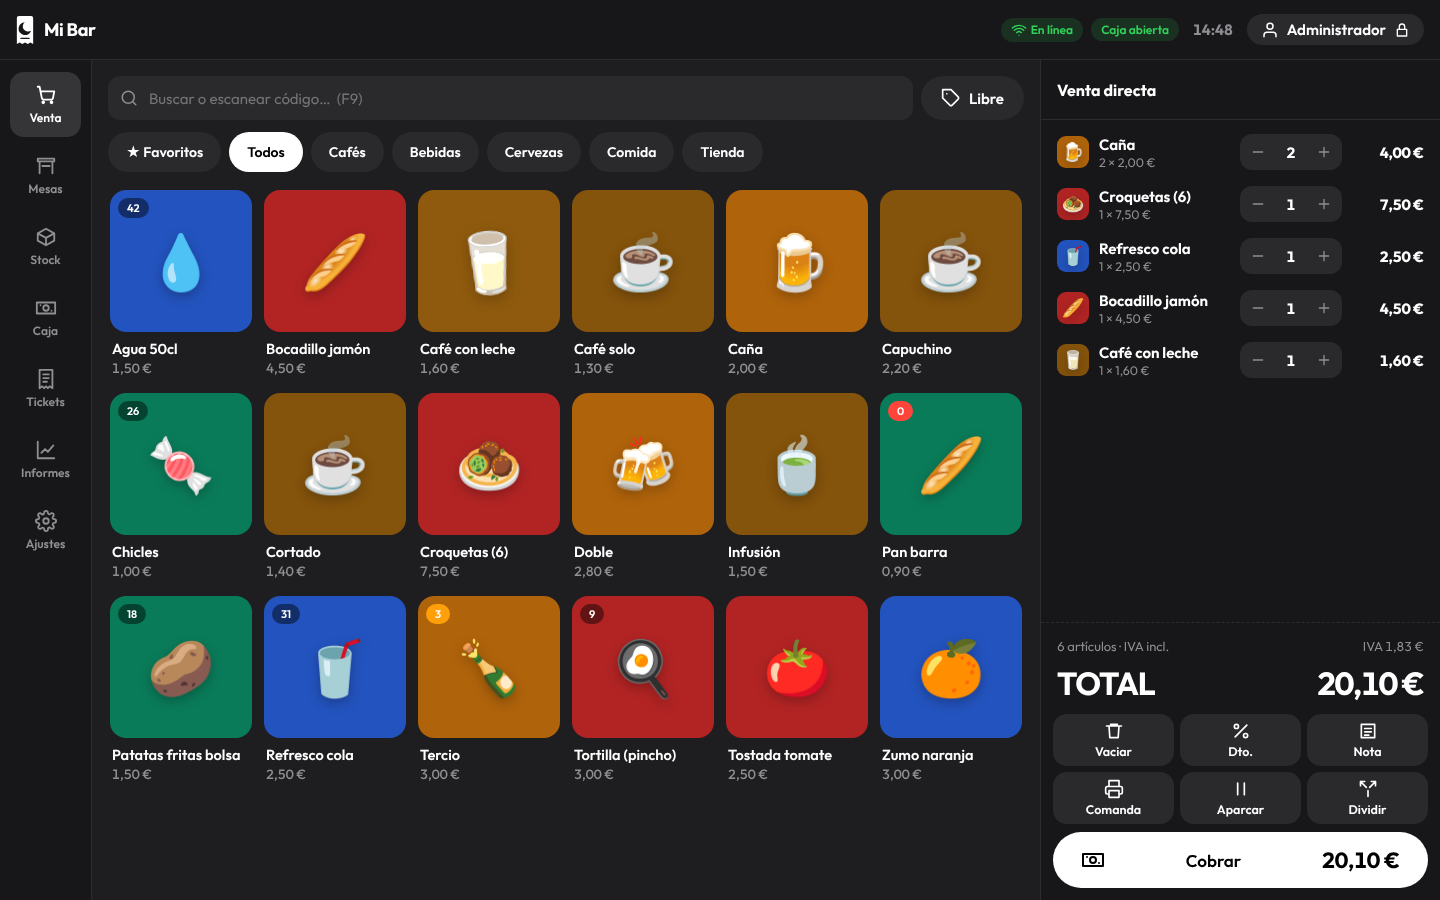 Mi Bar
En línea
Caja abierta
14:48
Administrador
Venta
Mesas
Stock
Caja
Tickets
Informes
Ajustes
Buscar o escanear código... (F9)
Libre
★ Favoritos
Todos
Cafés
Bebidas
Cervezas
Comida
Tienda
42
Agua 50cl
1,50 €
Bocadillo jamón
4,50 €
Café con leche
1,60 €
Café solo
1,30 €
Caña
2,00 €
Capuchino
2,20 €
26
Chicles
1,00 €
Cortado
1,40 €
Croquetas (6)
7,50 €
Doble
2,80 €
Infusión
1,50 €
0
Pan barra
0,90 €
18
Patatas fritas bolsa
1,50 €
31
Refresco cola
2,50 €
3
Tercio
3,00 €
9
Tortilla (pincho)
3,00 €
Tostada tomate
2,50 €
Zumo naranja
3,00 €
Venta directa
Caña
2 × 2,00 €
− 2 +
4,00 €
Croquetas (6)
1 × 7,50 €
− 1 +
7,50 €
Refresco cola
1 × 2,50 €
− 1 +
2,50 €
Bocadillo jamón
1 × 4,50 €
− 1 +
4,50 €
Café con leche
1 × 1,60 €
− 1 +
1,60 €
6 artículos · IVA incl.
IVA 1,83 €
TOTAL
20,10 €
Vaciar
Dto.
Nota
Comanda
Aparcar
Dividir
Cobrar
20,10 €